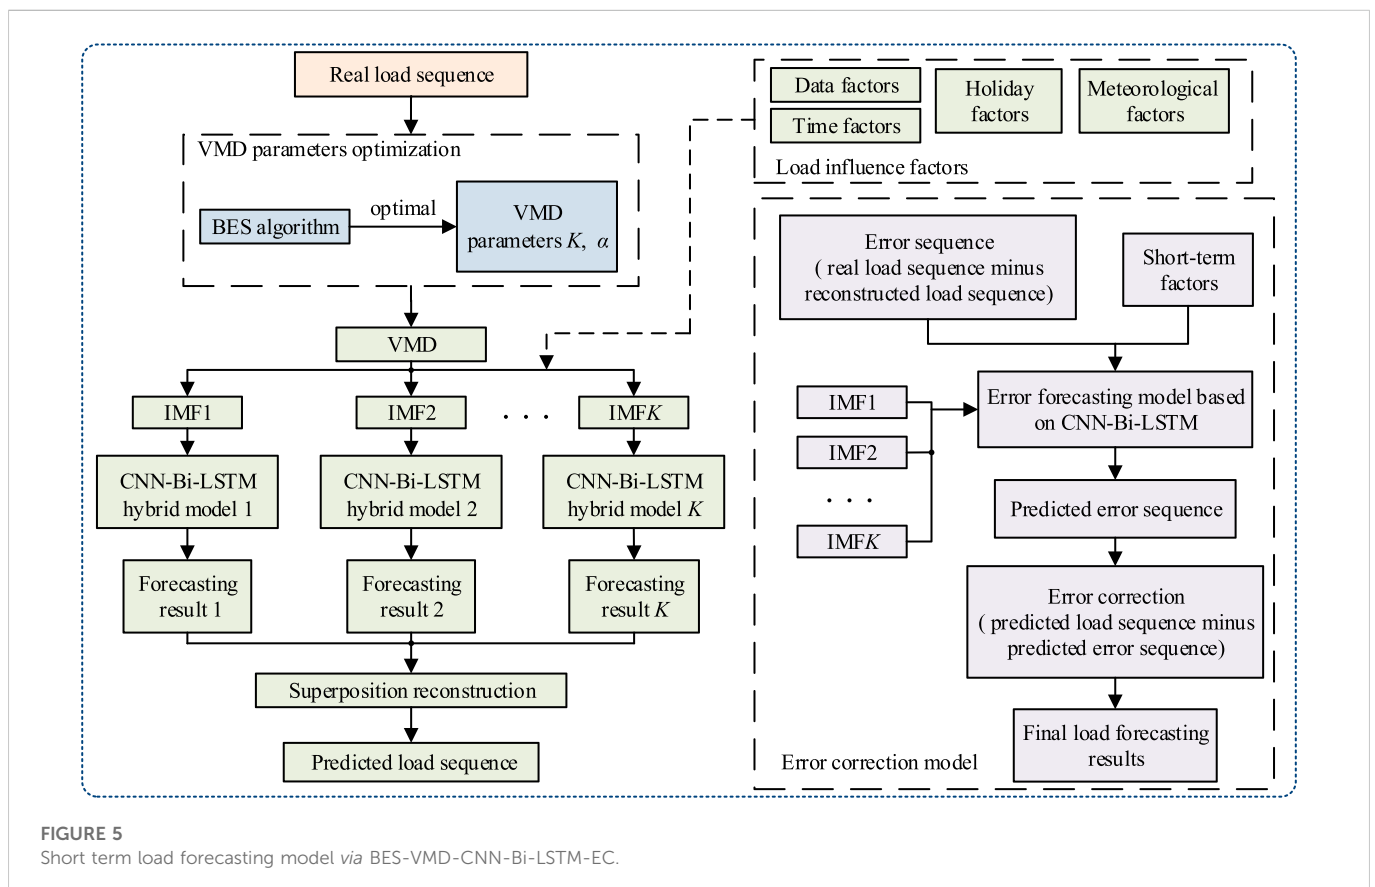 Real load sequence
VMD parameters optimization
BES algorithm
optimal
VMD
parameters K, α
VMD
IMF1
IMF2
. . .
IMFK
CNN-Bi-LSTM
hybrid model 1
CNN-Bi-LSTM
hybrid model 2
CNN-Bi-LSTM
hybrid model K
Forecasting
result 1
Forecasting
result 2
Forecasting
result K
Superposition reconstruction
Predicted load sequence
Data factors
Time factors
Holiday
factors
Meteorological
factors
Load influence factors
Error sequence
( real load sequence minus
reconstructed load sequence)
Short-term
factors
IMF1
IMF2
. . .
IMFK
Error forecasting model based
on CNN-Bi-LSTM
Predicted error sequence
Error correction
( predicted load sequence minus
predicted error sequence)
Final load forecasting
results
Error correction model
FIGURE 5
Short term load forecasting model via BES-VMD-CNN-Bi-LSTM-EC.